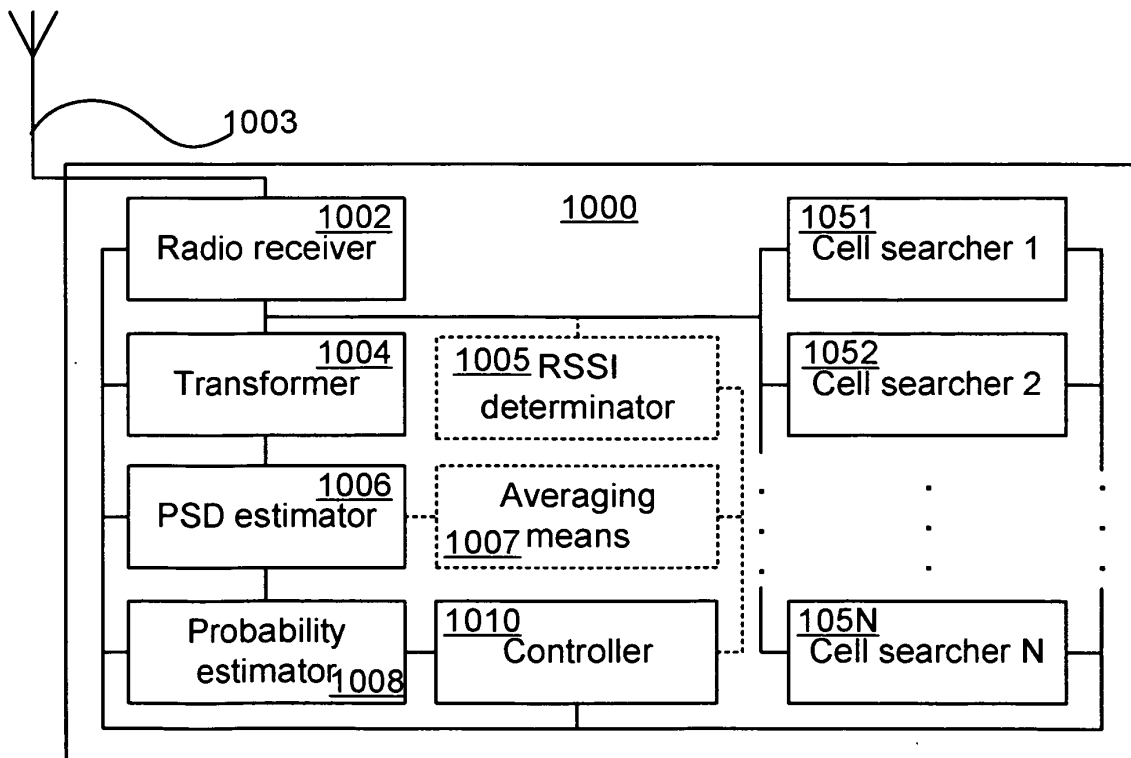 1003
1000
1002
Radio receiver
1004
Transformer
1005 RSSI
determinator
1006
PSD estimator
Averaging
1007 means
Probability
estimator 1008
1010
Controller
1051
Cell searcher 1
1052
Cell searcher 2
105N
Cell searcher N